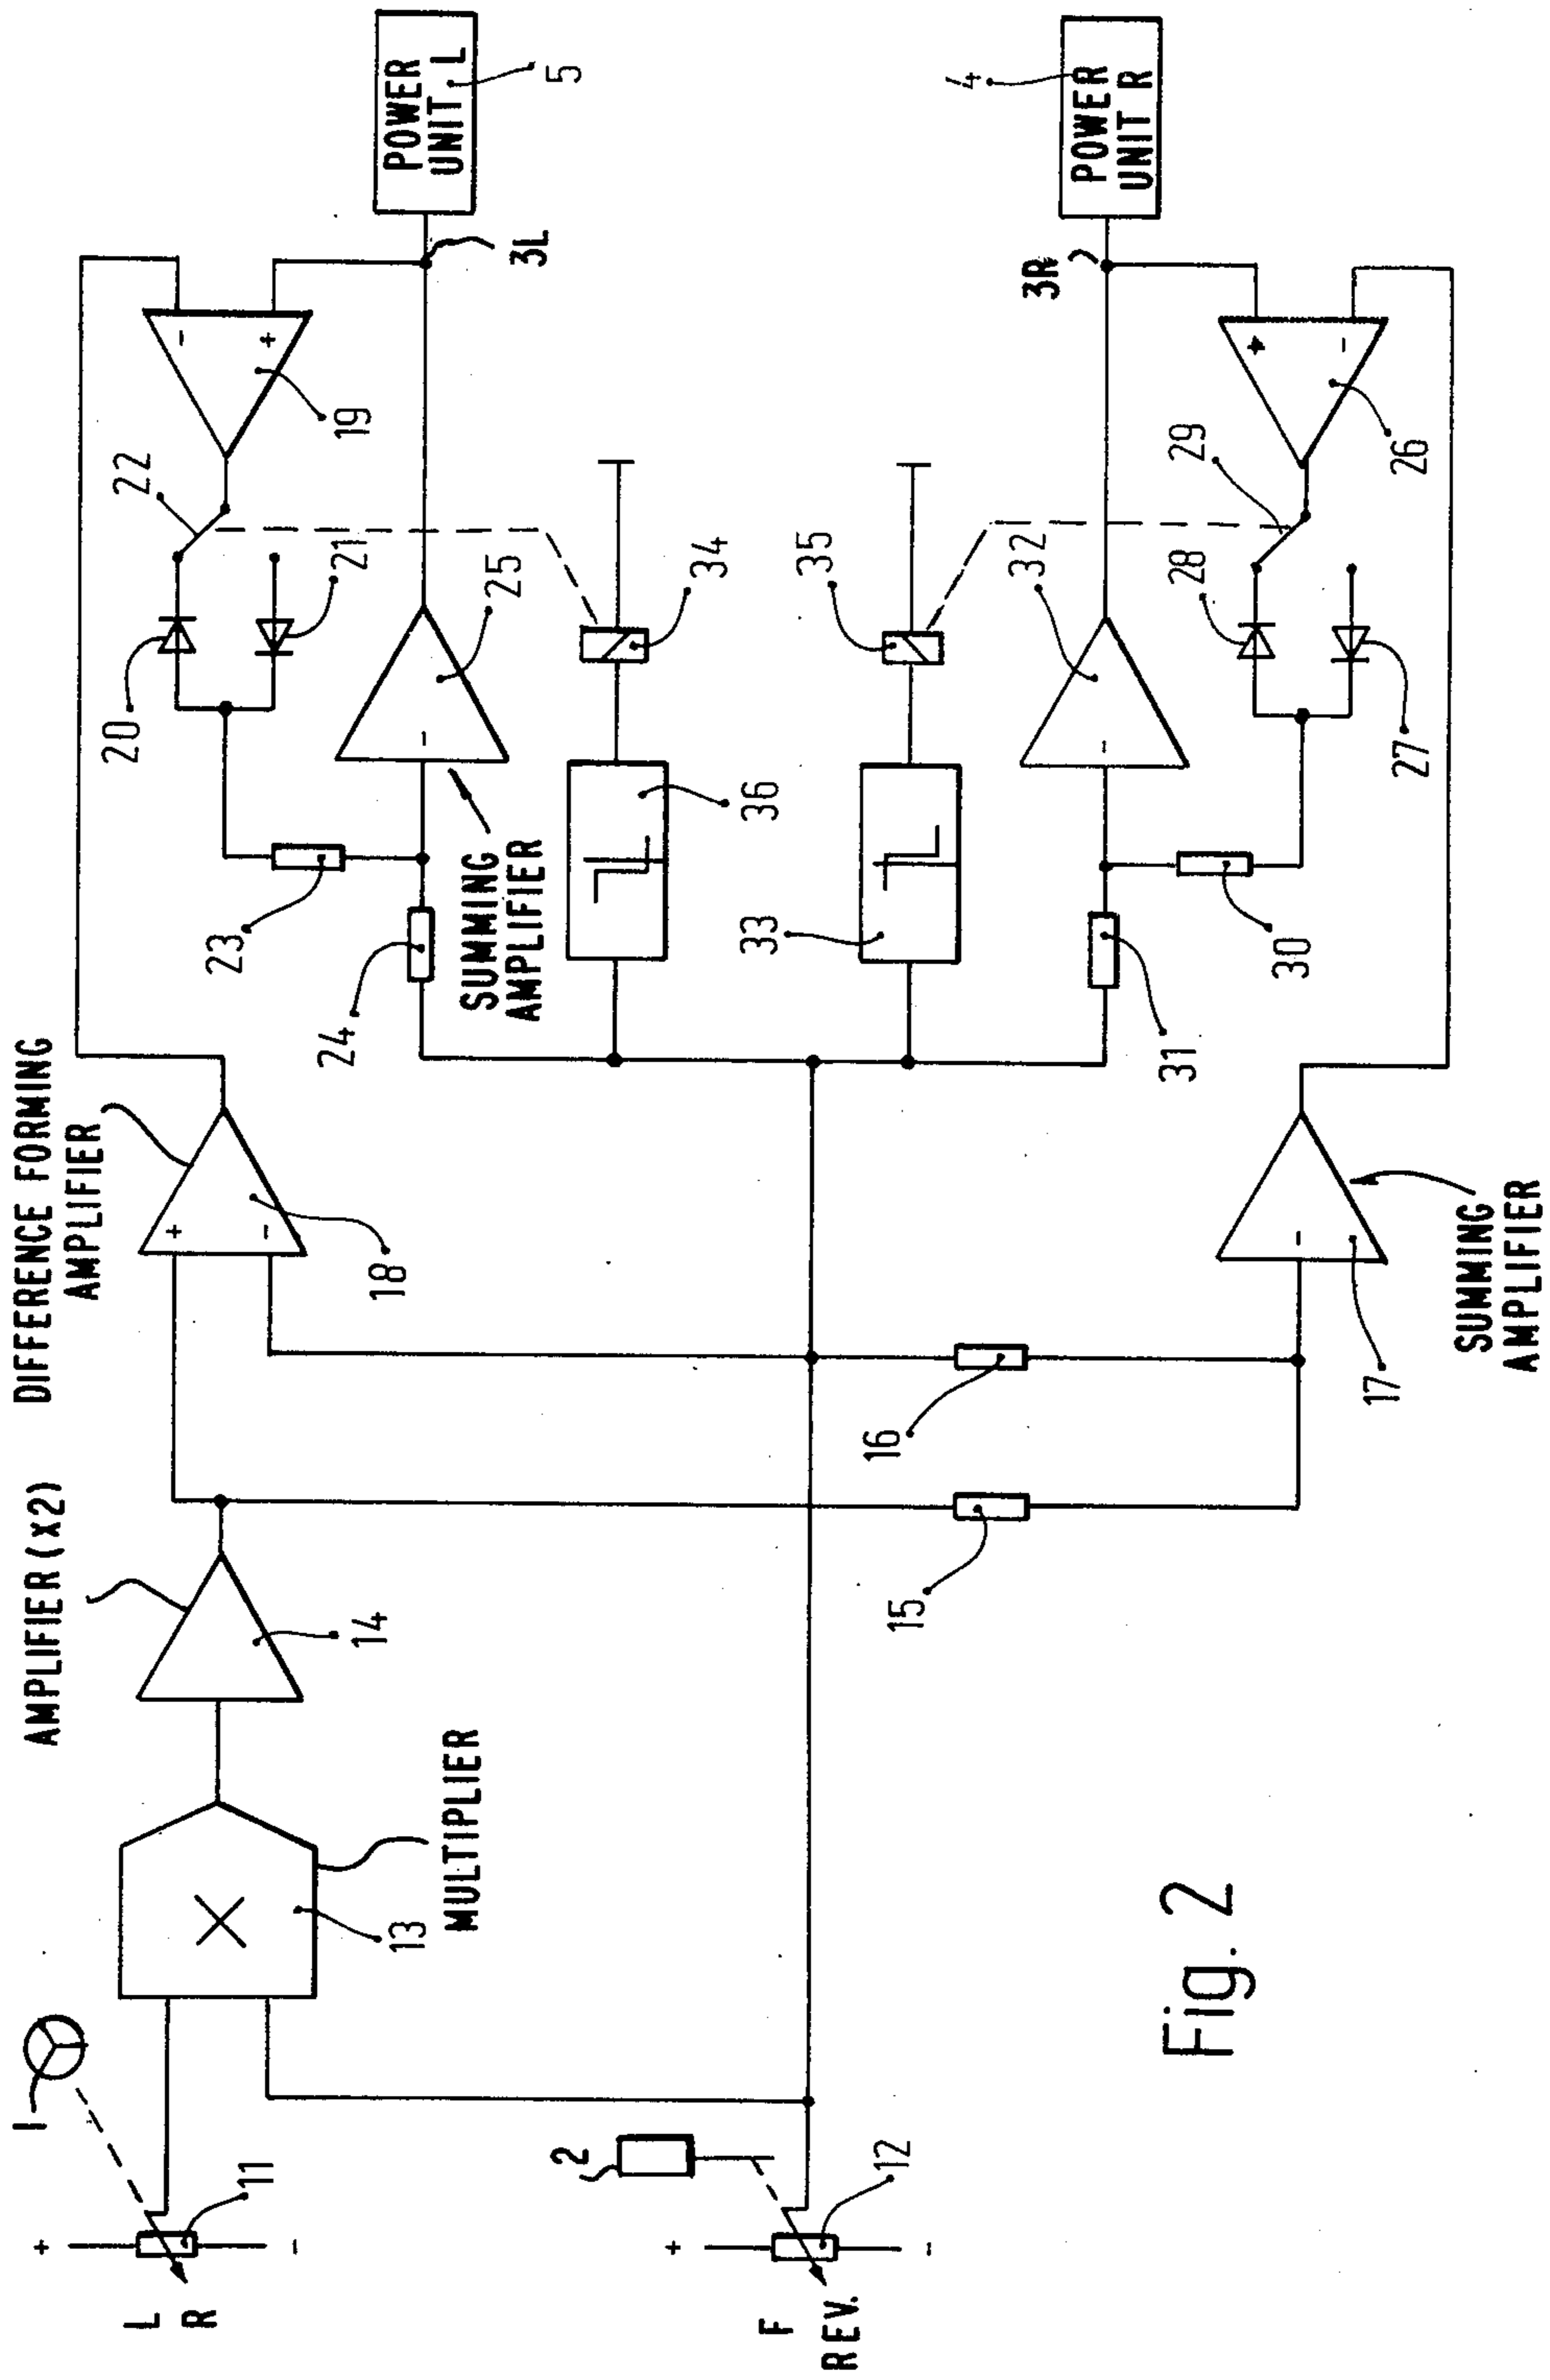 DIFFERENCE FORMING
AMPLIFIER
AMPLIFIER (X2)
MULTIPLIER
1
+
-
L
R
11
13
14
+
-
18
-
+
19
22
20
21
23
24
-
25
SUMMING
AMPLIFIER
POWER
UNIT L
5
3L
34
36
2
+
-
F
REV.
12
15
16
33
35
POWER
UNIT R
4
3R
-
32
31
30
29
28
27
+
-
26
-
17
SUMMING
AMPLIFIER
Fig. 2